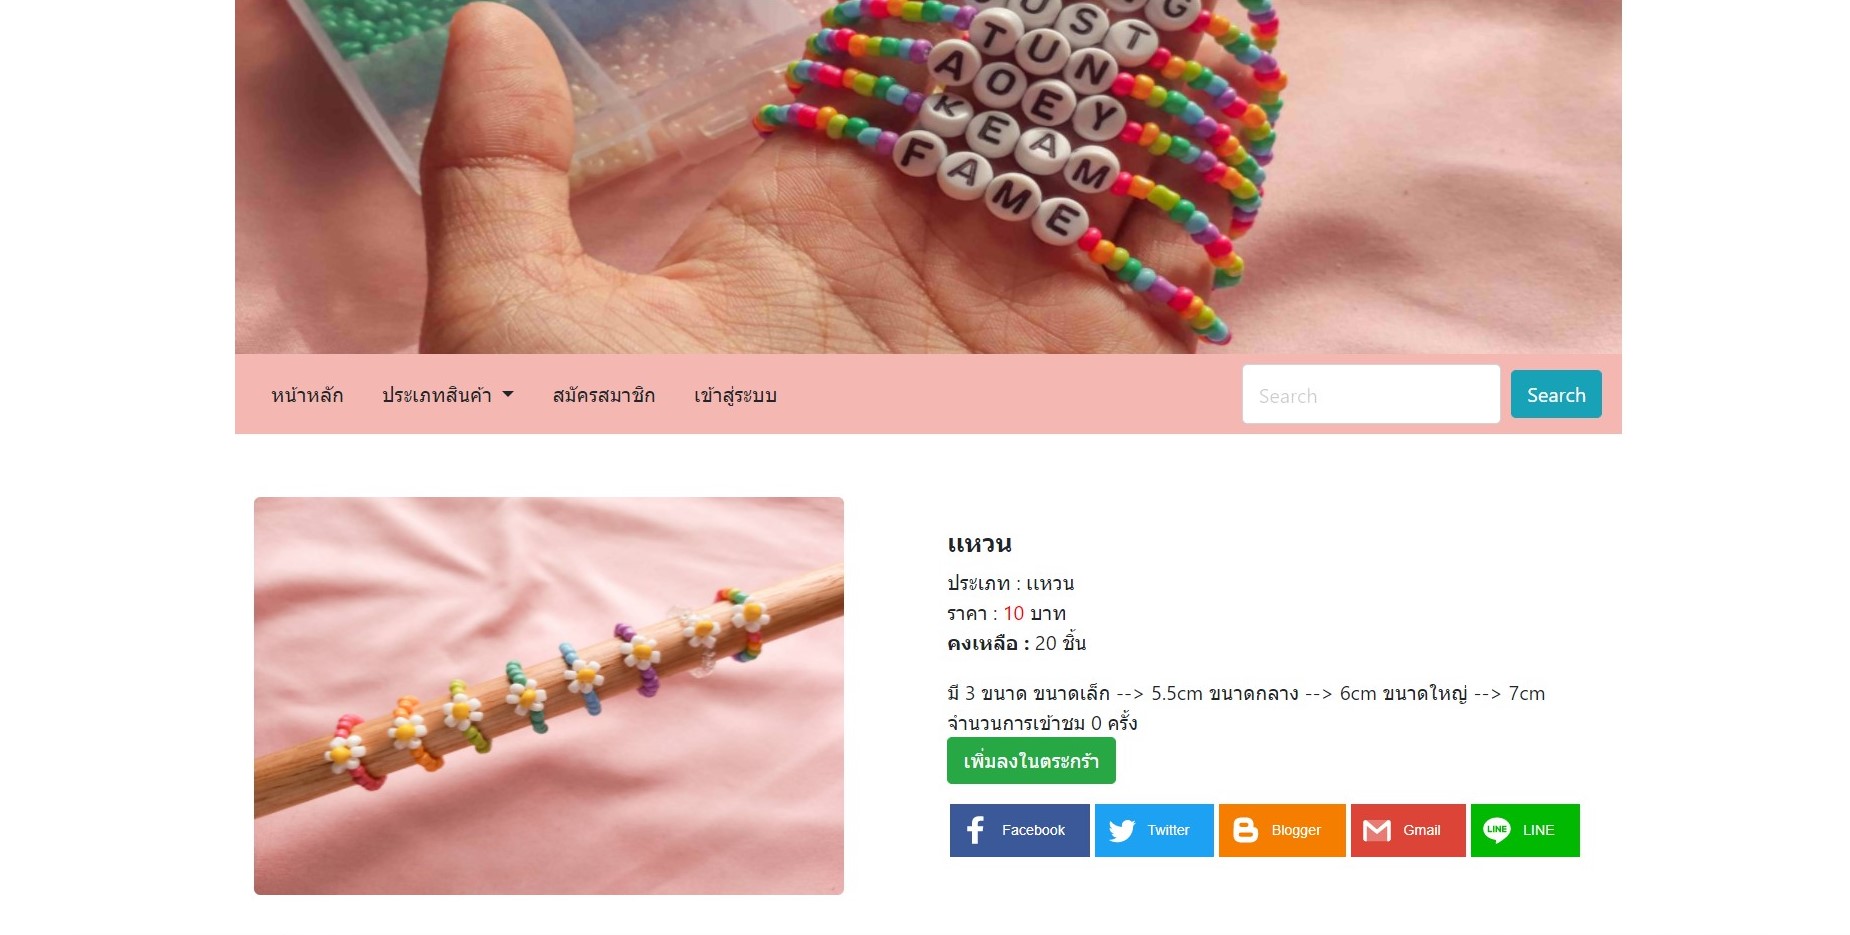 G
UST
TUN
AOEY
KEAM
FAME
หน้าหลัก ประเภทสินค้า สมัครสมาชิก เข้าสู่ระบบ Search Search
แหวน
ประเภท : แหวน
ราคา : 10 บาท
คงเหลือ : 20 ชิ้น
มี 3 ขนาด ขนาดเล็ก --> 5.5cm ขนาดกลาง --> 6cm ขนาดใหญ่ --> 7cm
จำนวนการเข้าชม 0 ครั้ง
เพิ่มลงในตระกร้า
Facebook Twitter Blogger Gmail LINE LINE